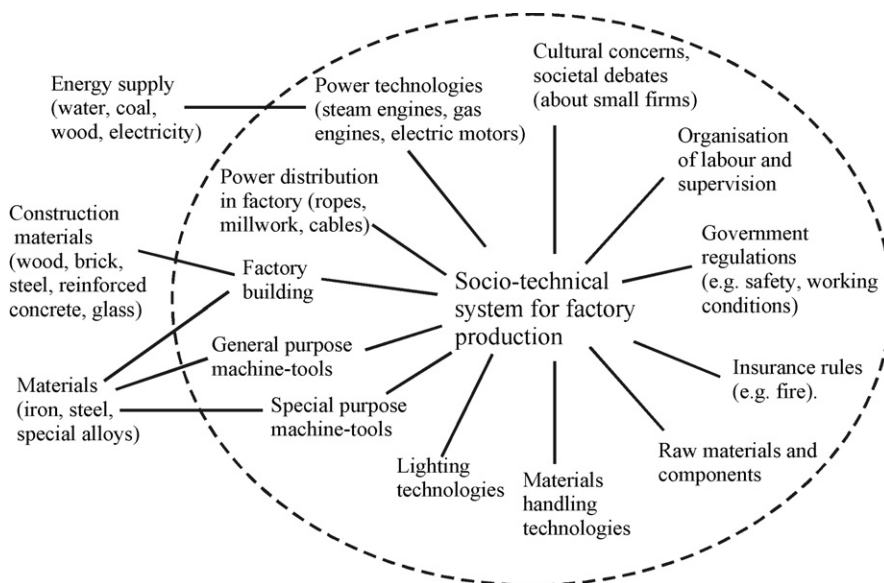 Cultural concerns,
societal debates
(about small firms)
Energy supply
(water, coal,
wood, electricity)
Power technologies
(steam engines, gas
engines, electric motors)
Organisation
of labour and
supervision
Power distribution
in factory (ropes,
millwork, cables)
Construction
materials
(wood, brick,
steel, reinforced
concrete, glass)
Factory
building
Government
regulations
(e.g. safety, working
conditions)
Socio-technical
system for factory
production
General purpose
machine-tools
Insurance rules
(e.g. fire).
Materials
(iron, steel,
special alloys)
Special purpose
machine-tools
Raw materials and
components
Lighting
technologies
Materials
handling
technologies